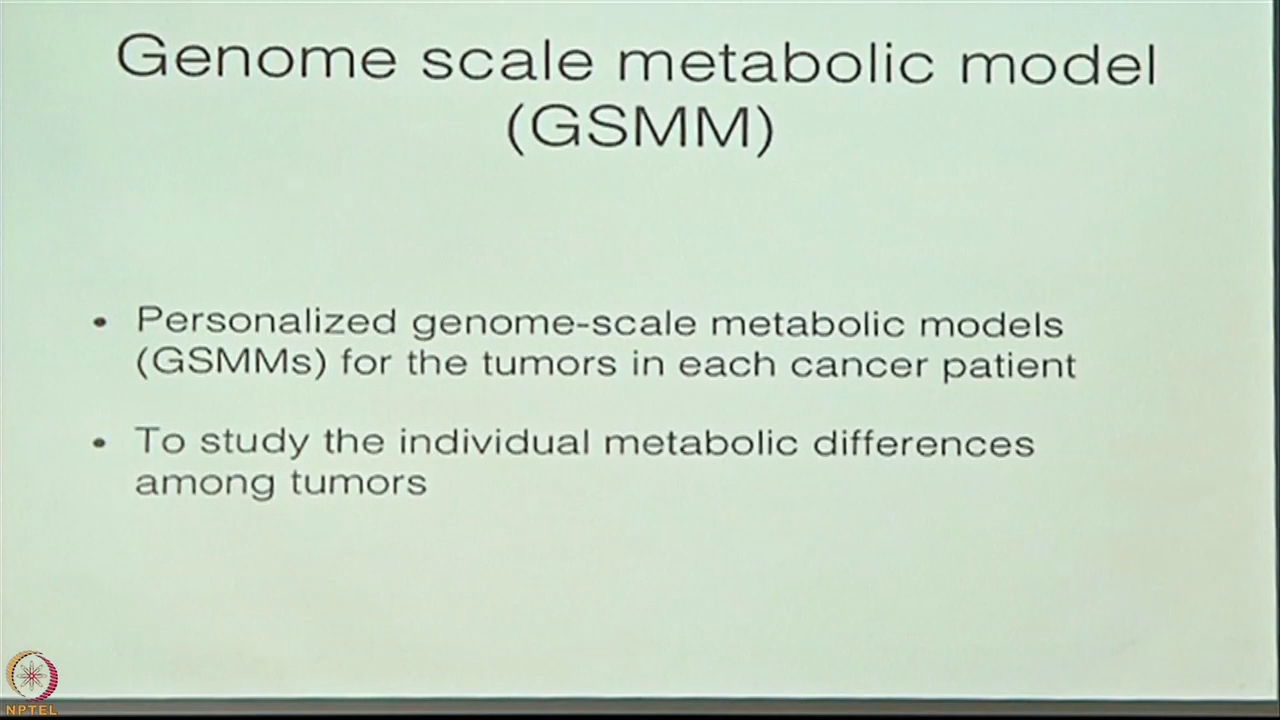 Genome scale metabolic model
(GSMM)
• Personalized genome-scale metabolic models
(GSMMs) for the tumors in each cancer patient
• To study the individual metabolic differences
among tumors
NPTEL